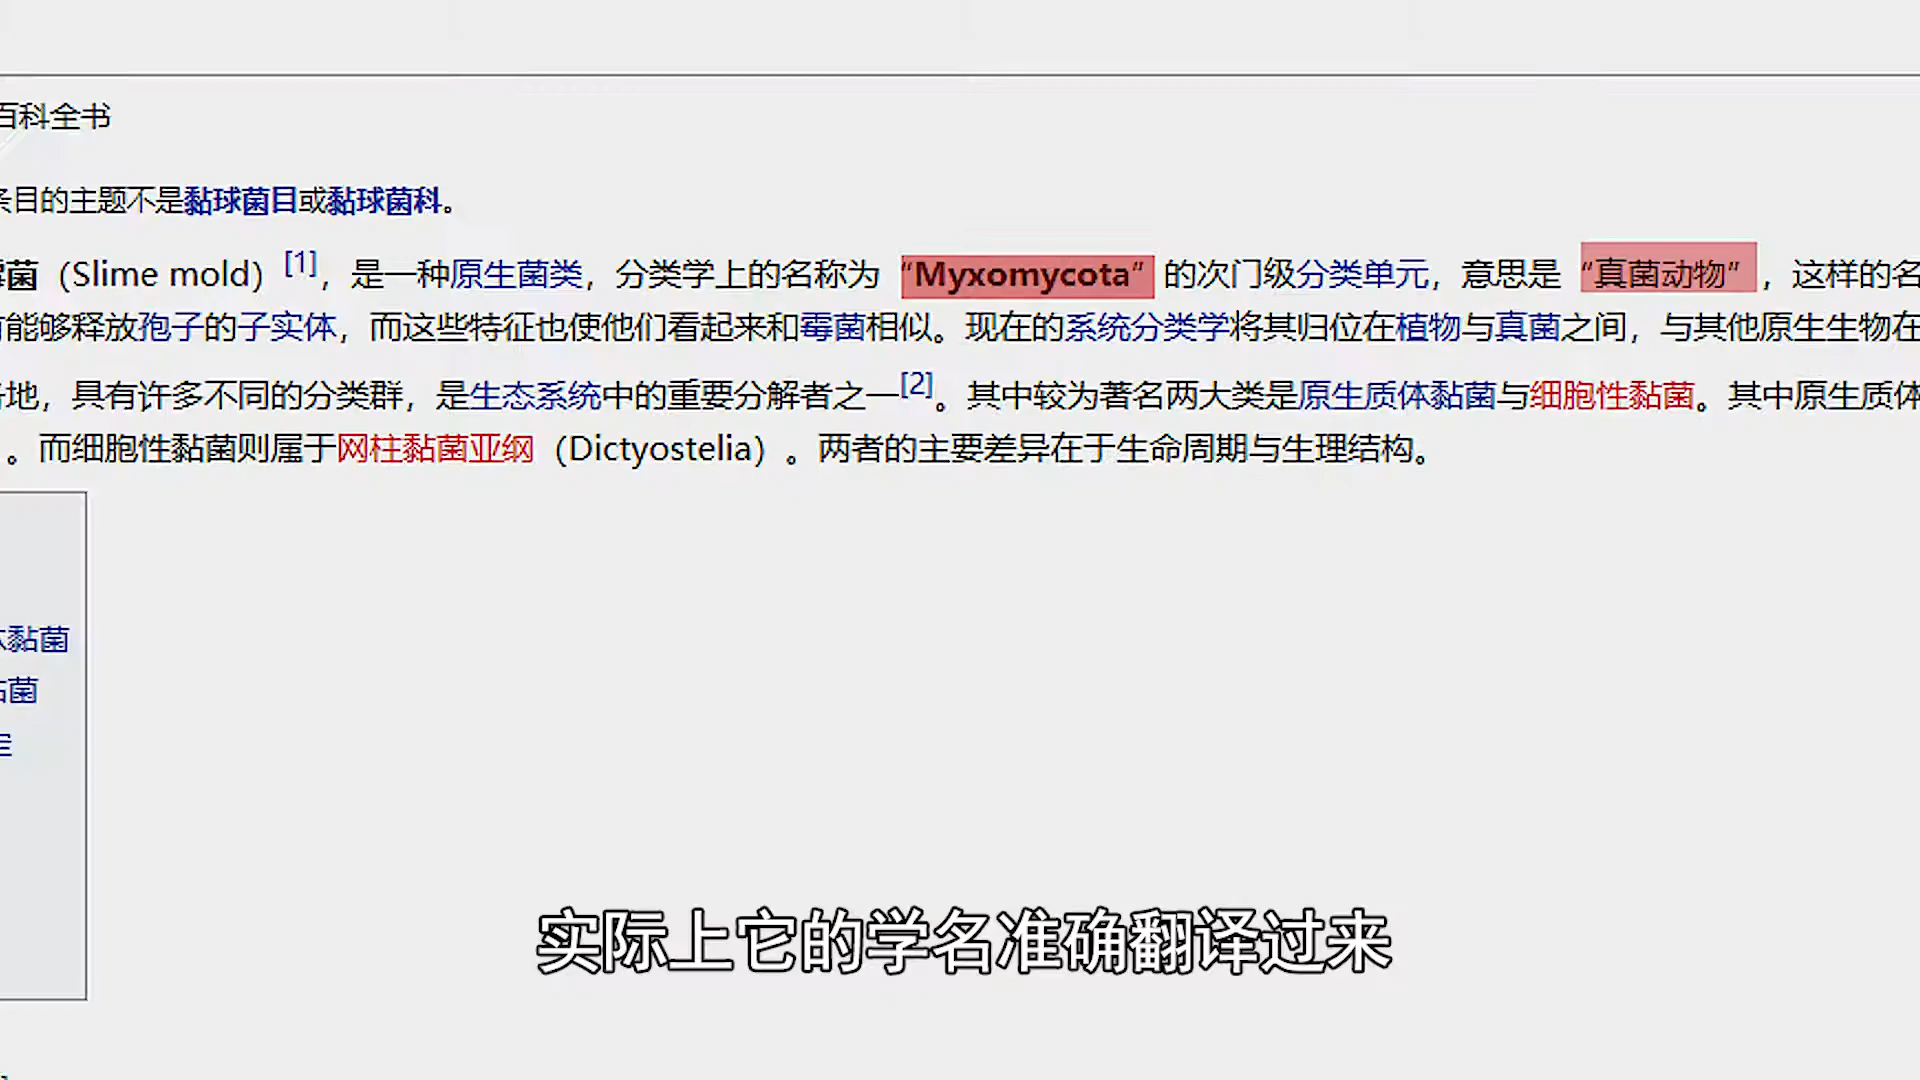 百科全书
条目的主题不是黏球菌目或黏球菌科。
霉菌（Slime mold）[1]，是一种原生菌类，分类学上的名称为“Myxomycota”的次门级分类单元，意思是“真菌动物”，这样的名
能够释放孢子的子实体，而这些特征也使他们看起来和霉菌相似。现在的系统分类学将其归位在植物与真菌之间，与其他原生生物在
地，具有许多不同的分类群，是生态系统中的重要分解者之一[2]。其中较为著名两大类是原生质体黏菌与细胞性黏菌。其中原生质体
。而细胞性黏菌则属于网柱黏菌亚纲（Dictyostelia）。两者的主要差异在于生命周期与生理结构。
黏菌
菌
实际上它的学名准确翻译过来